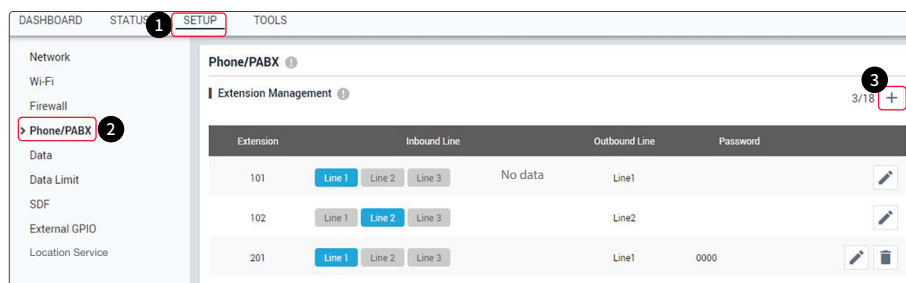 DASHBOARD STATUS 1 SETUP TOOLS
Network
Wi-Fi
Firewall
> Phone/PABX 2
Data
Data Limit
SDF
External GPIO
Location Service
Phone/PABX !
Extension Management !
3
3/18 +
Extension Inbound Line Outbound Line Password
101 Line 1 Line 2 Line 3 No data Line1
102 Line 1 Line 2 Line 3 Line2
201 Line 1 Line 2 Line 3 Line1 0000